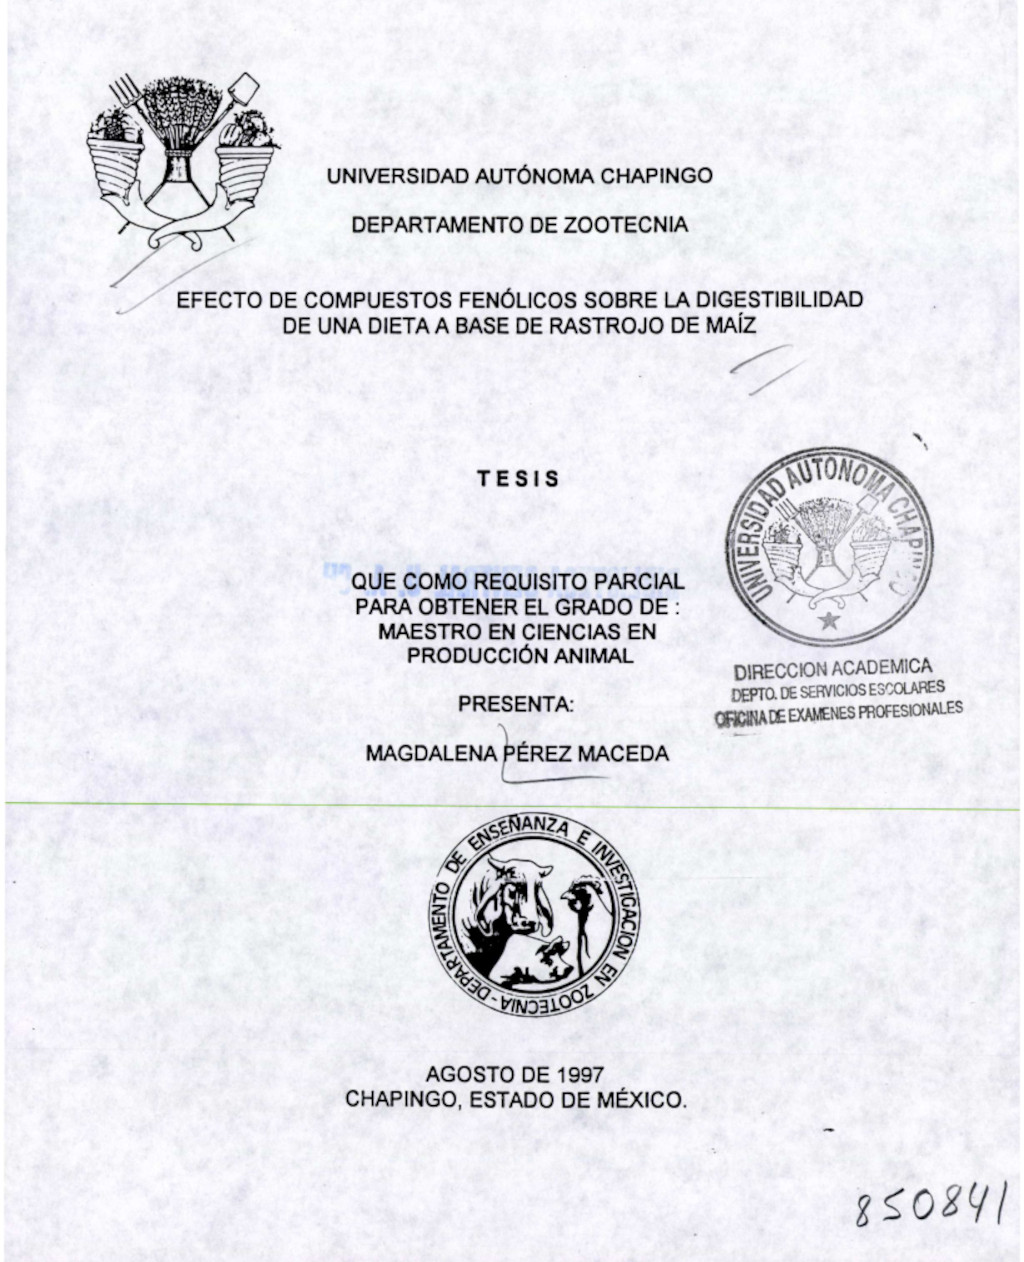 UNIVERSIDAD AUTÓNOMA CHAPINGO
DEPARTAMENTO DE ZOOTECNIA
EFECTO DE COMPUESTOS FENÓLICOS SOBRE LA DIGESTIBILIDAD
DE UNA DIETA A BASE DE RASTROJO DE MAÍZ
TESIS
UNIVERSIDAD AUTONOMA CHAPINGO
QUE COMO REQUISITO PARCIAL
PARA OBTENER EL GRADO DE :
MAESTRO EN CIENCIAS EN
PRODUCCIÓN ANIMAL
DIRECCION ACADEMICA
DEPTO. DE SERVICIOS ESCOLARES
OFICINA DE EXAMENES PROFESIONALES
PRESENTA:
MAGDALENA PÉREZ MACEDA
DEPARTAMENTO DE ENSEÑANZA E INVESTIGACION EN ZOOTECNIA-
AGOSTO DE 1997
CHAPINGO, ESTADO DE MÉXICO.
850841